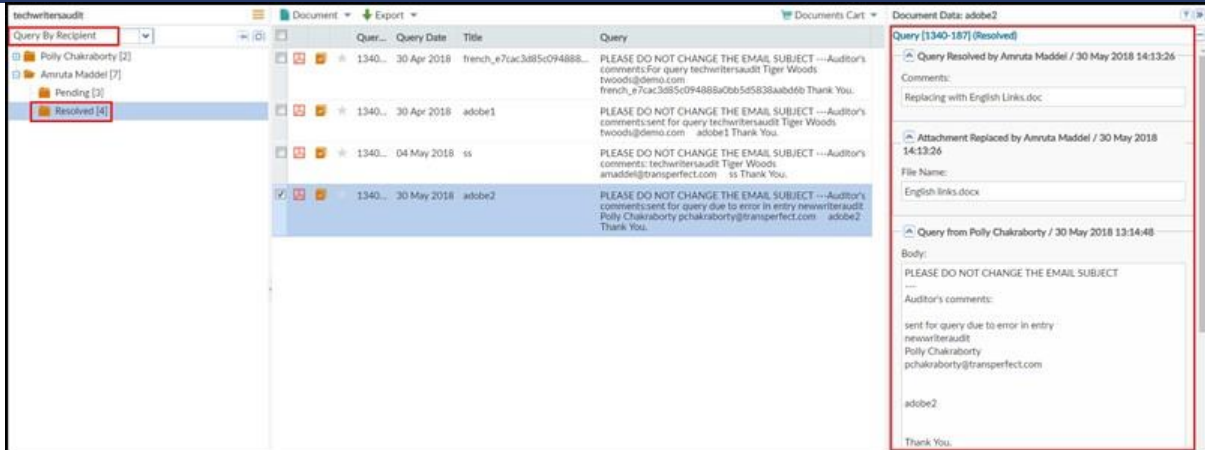 techwritersaudit
Query By Recipient
Polly Chakraborty [2]
Amruta Maddel [7]
Pending [3]
Resolved [4]
Document
Export
Documents Cart
Quer... Query Date Title Query
1340... 30 Apr 2018 french_e7cac3d85c094888... PLEASE DO NOT CHANGE THE EMAIL SUBJECT ---Auditor's
comments:For query techwritersaudit Tiger Woods
twoods@demo.com
french_e7cac3d85c094888a0bb5d5838aabd6b Thank You.
1340... 30 Apr 2018 adobe1 PLEASE DO NOT CHANGE THE EMAIL SUBJECT ---Auditor's
comments:sent for query techwritersaudit Tiger Woods
twoods@demo.com adobe1 Thank You.
1340... 04 May 2018 ss PLEASE DO NOT CHANGE THE EMAIL SUBJECT ---Auditor's
comments: techwritersaudit Tiger Woods
amaddel@transperfect.com ss Thank You.
1340... 30 May 2018 adobe2 PLEASE DO NOT CHANGE THE EMAIL SUBJECT ---Auditor's
comments:sent for query due to error in entry newwriteraudit
Polly Chakraborty pchakraborty@transperfect.com adobe2
Thank You.
Document Data: adobe2
Query [1340-187] (Resolved)
Query Resolved by Amruta Maddel / 30 May 2018 14:13:26
Comments:
Replacing with English Links.doc
Attachment Replaced by Amruta Maddel / 30 May 2018
14:13:26
File Name:
English links.docx
Query from Polly Chakraborty / 30 May 2018 13:14:48
Body:
PLEASE DO NOT CHANGE THE EMAIL SUBJECT
----
Auditor's comments:
sent for query due to error in entry
newwriteraudit
Polly Chakraborty
pchakraborty@transperfect.com
adobe2
Thank You.